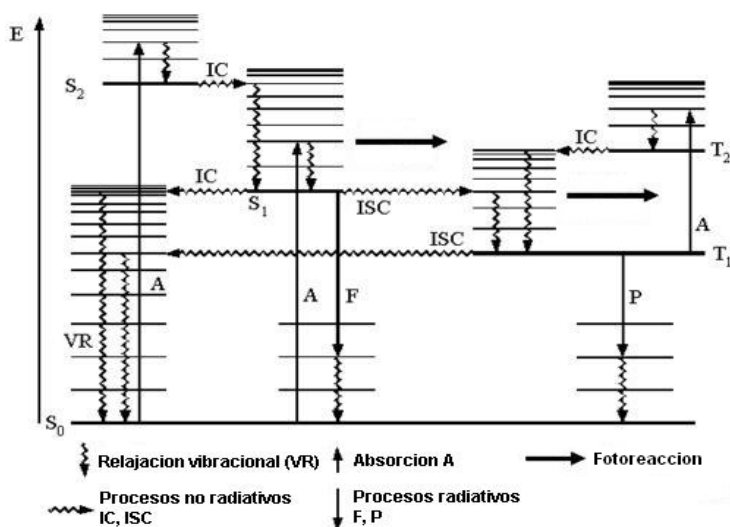 E
S2
IC
IC
T2
IC
S1
ISC
ISC
A
T1
A
A
F
P
VR
S0
Relajacion vibracional (VR)
Absorcion A
Fotoreaccion
Procesos no radiativos
IC, ISC
Procesos radiativos
F, P